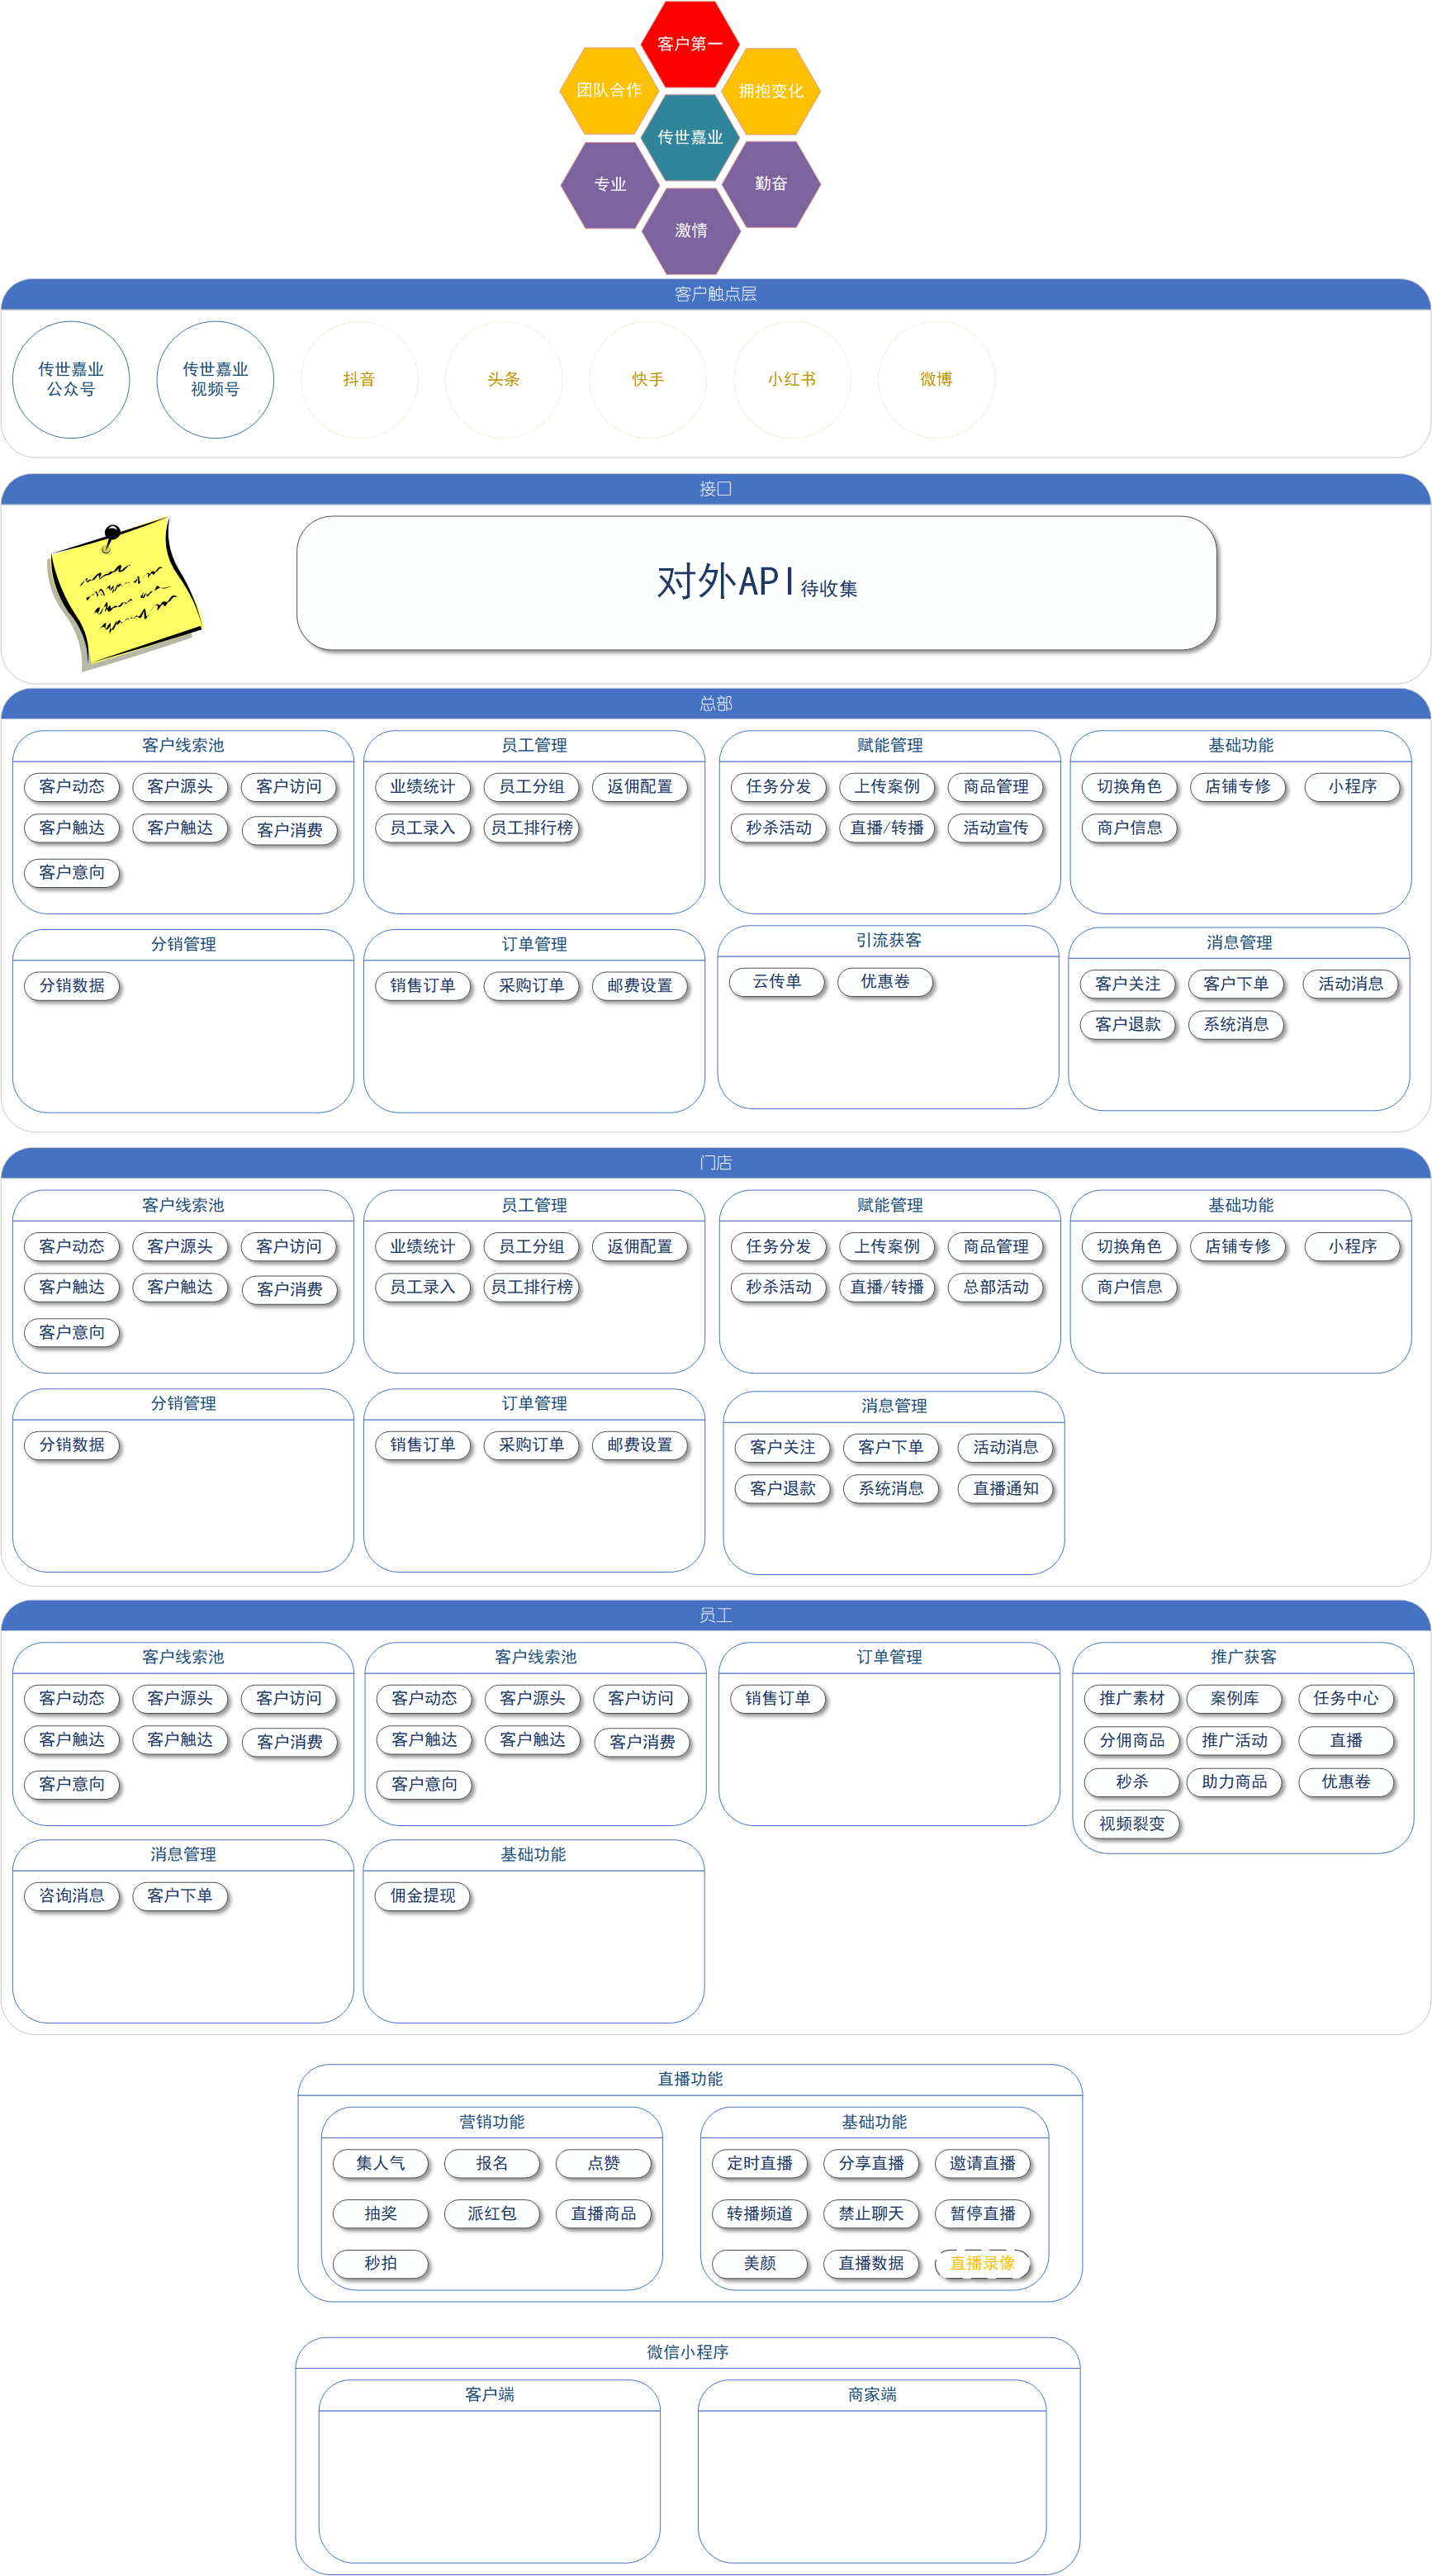 客户第一
团队合作
拥抱变化
传世嘉业
专业
勤奋
激情
客户触点层
传世嘉业
公众号
传世嘉业
视频号
抖音
头条
快手
小红书
微博
接口
对外API 待收集
总部
客户线索池
客户动态
客户源头
客户访问
客户触达
客户触达
客户消费
客户意向
员工管理
业绩统计
员工分组
返佣配置
员工录入
员工排行榜
赋能管理
任务分发
上传案例
商品管理
秒杀活动
直播/转播
活动宣传
基础功能
切换角色
店铺专修
小程序
商户信息
分销管理
分销数据
订单管理
销售订单
采购订单
邮费设置
引流获客
云传单
优惠卷
消息管理
客户关注
客户下单
活动消息
客户退款
系统消息
门店
客户线索池
客户动态
客户源头
客户访问
客户触达
客户触达
客户消费
客户意向
员工管理
业绩统计
员工分组
返佣配置
员工录入
员工排行榜
赋能管理
任务分发
上传案例
商品管理
秒杀活动
直播/转播
总部活动
基础功能
切换角色
店铺专修
小程序
商户信息
分销管理
分销数据
订单管理
销售订单
采购订单
邮费设置
消息管理
客户关注
客户下单
活动消息
客户退款
系统消息
直播通知
员工
客户线索池
客户动态
客户源头
客户访问
客户触达
客户触达
客户消费
客户意向
客户线索池
客户动态
客户源头
客户访问
客户触达
客户触达
客户消费
客户意向
订单管理
销售订单
推广获客
推广素材
案例库
任务中心
分佣商品
推广活动
直播
秒杀
助力商品
优惠卷
视频裂变
消息管理
咨询消息
客户下单
基础功能
佣金提现
直播功能
营销功能
集人气
报名
点赞
抽奖
派红包
直播商品
秒拍
基础功能
定时直播
分享直播
邀请直播
转播频道
禁止聊天
暂停直播
美颜
直播数据
直播录像
微信小程序
客户端
商家端